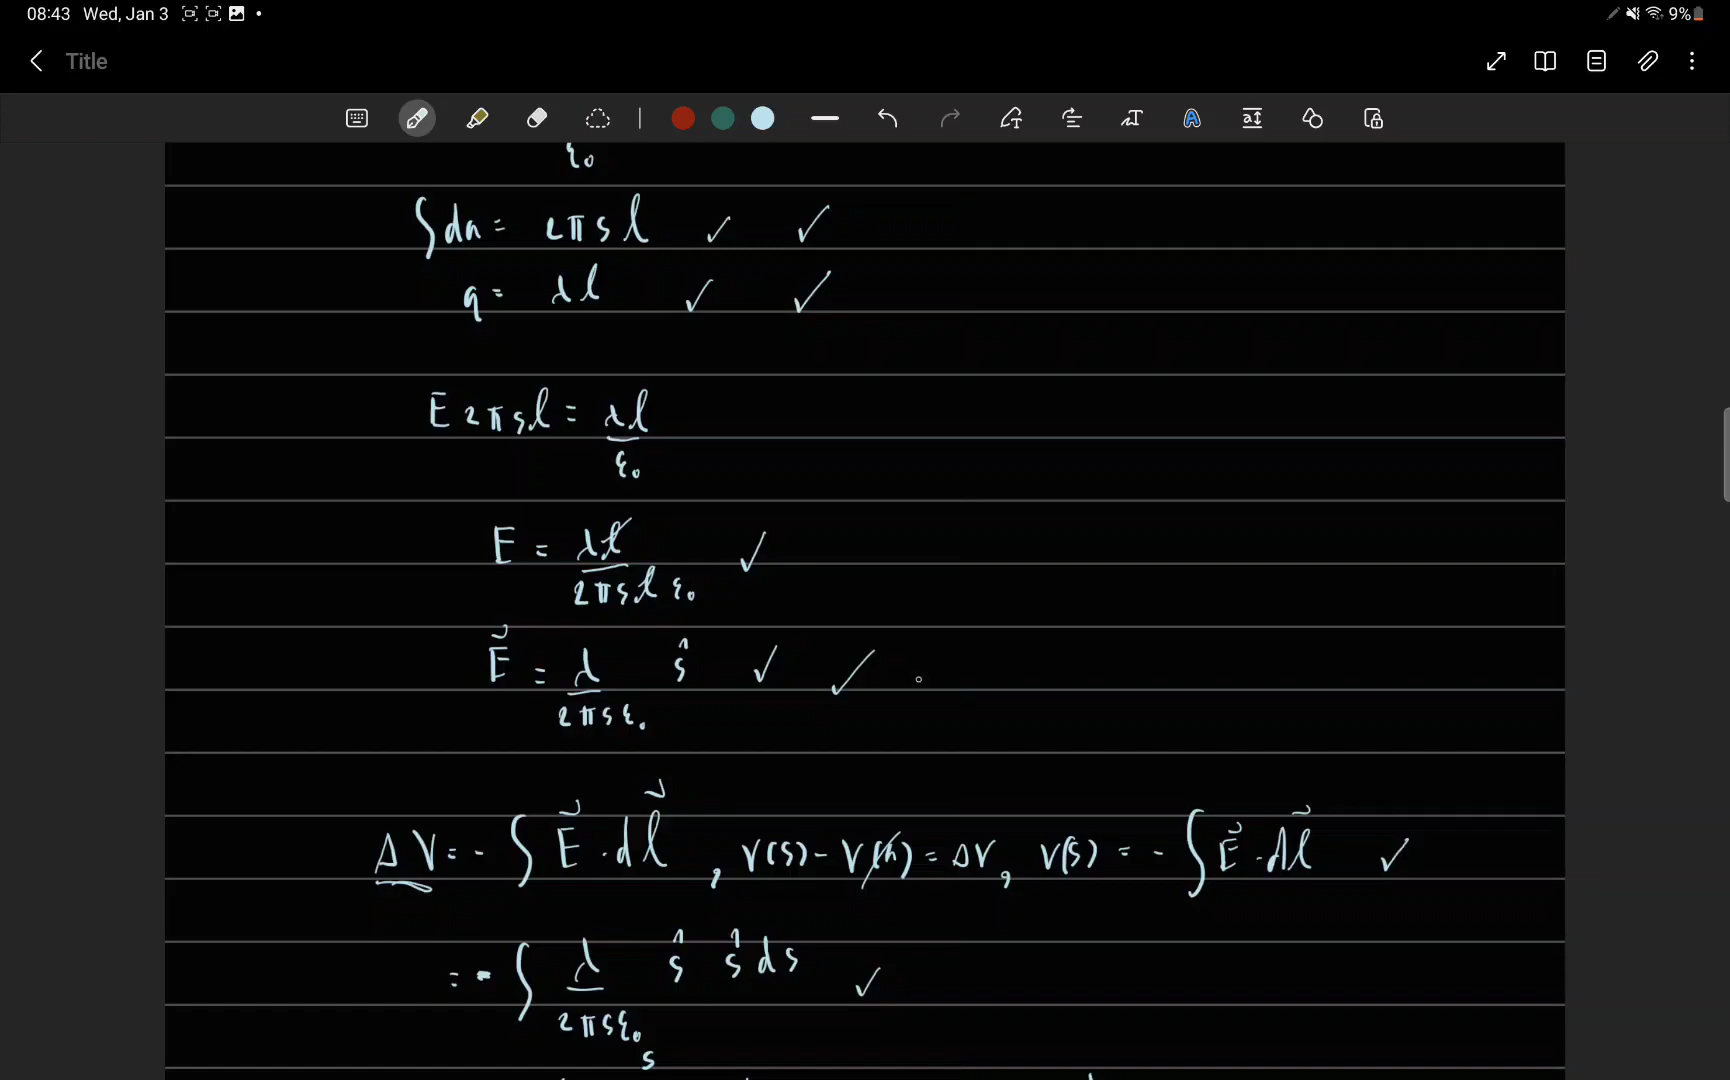 08:43 Wed, Jan 3 9%
Title
ε₀
∫da = 2πsl ✓ ✓
q = λl ✓ ✓
E 2πsl = λl
ε₀
E = λl ✓
2πsl ε₀
E⃗ = λ ŝ ✓ ✓
2πsε₀
ΔV = - ∫ E⃗ · dl⃗ , V(s) - V(a) = ΔV, V(s) = - ∫ E⃗ · dl⃗ ✓
= - ∫ λ ŝ ŝ ds ✓
2πsε₀
s